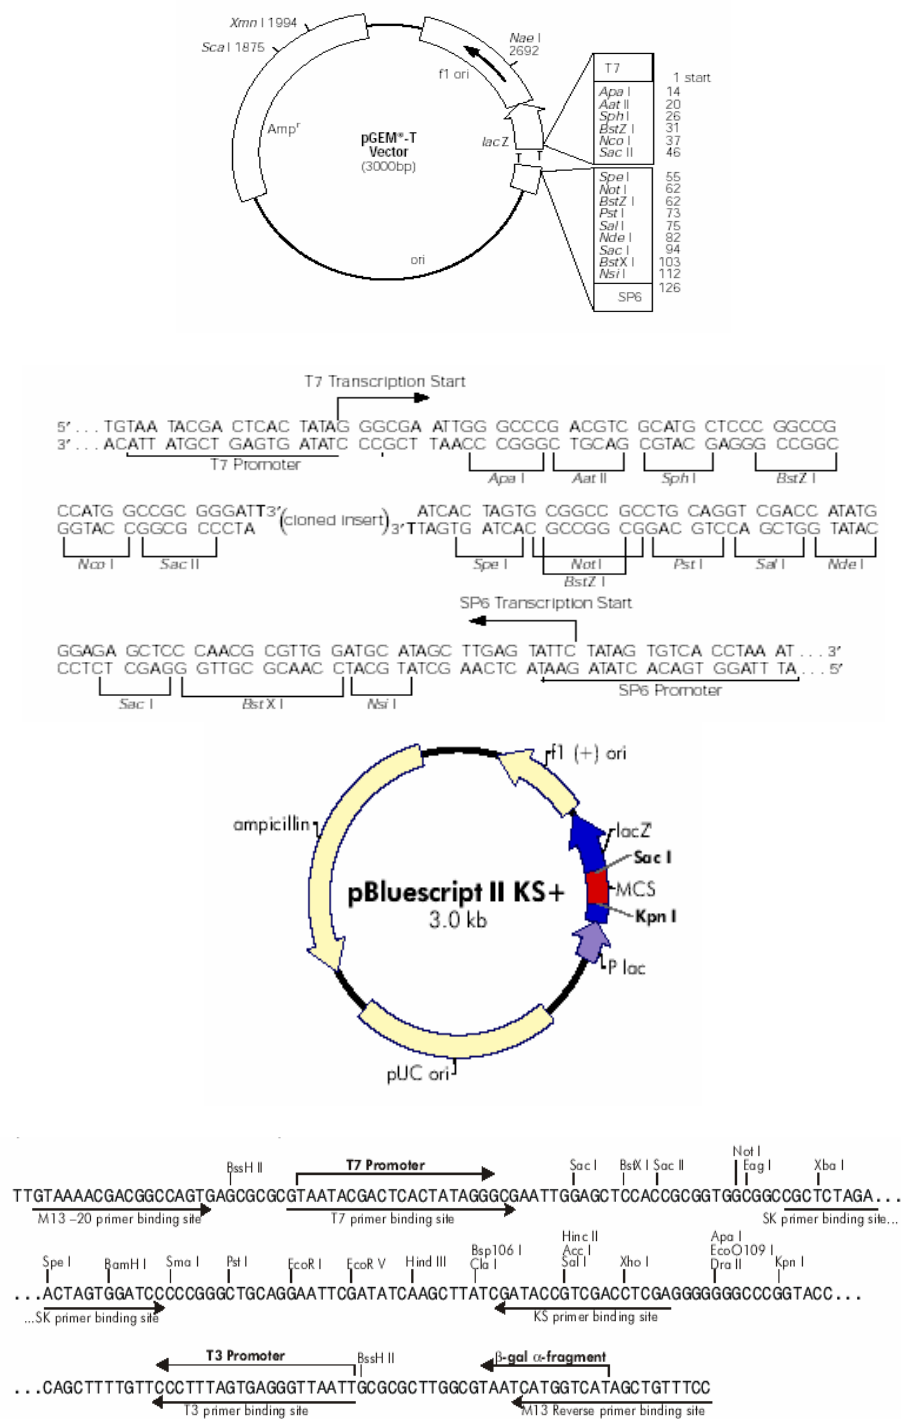 Xmn I 1994
Sca I 1875
Nae I
2692
f1 ori
Ampʳ
pGEM®-T
Vector
(3000bp)
lacZ
T T
ori
T7
1 start
Apa I 14
Aat II 20
Sph I 26
BstZ I 31
Nco I 37
Sac II 46
Spe I 55
Not I 62
BstZ I 62
Pst I 73
Sal I 75
Nde I 82
Sac I 94
BstX I 103
Nsi I 112
126
SP6
T7 Transcription Start
5′ ... TGTAA TACGA CTCAC TATAG GGCGA ATTGG GCCCG ACGTC GCATG CTCCC GGCCG
3′ ... ACATT ATGCT GAGTG ATATC CCGCT TAACC CGGGC TGCAG CGTAC GAGGG CCGGC
T7 Promoter
Apa I Aat II Sph I BstZ I
CCATG GCCGC GGGATT3′ (cloned insert) ATCAC TAGTG CGGCC GCCTG CAGGT CGACC ATATG
GGTAC CGGCG CCCTA 3′TTAGTG ATCAC GCCGG CGGAC GTCCA GCTGG TATAC
Nco I Sac II Spe I Not I Pst I Sal I Nde I
BstZ I
SP6 Transcription Start
GGAGA GCTCC CAACG CGTTG GATGC ATAGC TTGAG TATTC TATAG TGTCA CCTAA AT... 3′
CCTCT CGAGG GTTGC GCAAC CTACG TATCG AACTC ATAAG ATATC ACAGT GGATT TA... 5′
Sac I BstX I Nsi I SP6 Promoter
f1 (+) ori
ampicillin
lacZ'
Sac I
pBluescript II KS+
3.0 kb
MCS
Kpn I
P lac
pUC ori
Not I
BssH II T7 Promoter Sac I BstX I Sac II Eag I Xba I
TTGTAAAACGACGGCCAGTGAGCGCGCGTAATACGACTCACTATAGGGCGAATTGGAGCTCCACCGCGGTGGCGGCCGCTCTAGA...
M13 –20 primer binding site T7 primer binding site SK primer binding site...
Hinc II Apa I
Bsp106 I Acc I EcoO109 I
Spe I BamH I Sma I Pst I EcoR I EcoR V Hind III Cla I Sal I Xho I Dra II Kpn I
...ACTAGTGGATCCCCCGGGCTGCAGGAATTCGATATCAAGCTTATCGATACCGTCGACCTCGAGGGGGGGCCCGGTACC...
...SK primer binding site KS primer binding site
T3 Promoter BssH II β-gal α-fragment
...CAGCTTTTGTTCCCTTTAGTGAGGGTTAATTGCGCGCTTGGCGTAATCATGGTCATAGCTGTTTCC
T3 primer binding site M13 Reverse primer binding site